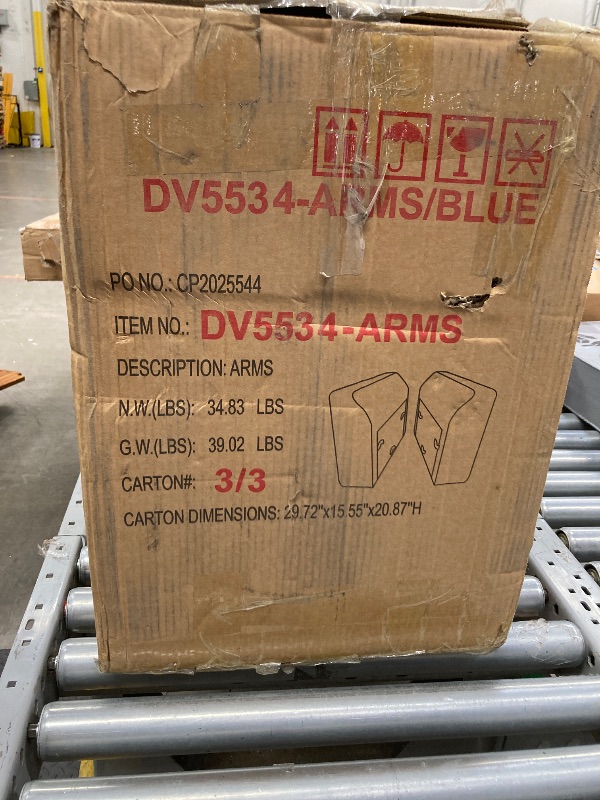 DV5534-ARMS/BLUE
PO NO.: CP2025544
ITEM NO.: DV5534-ARMS
DESCRIPTION: ARMS
N.W.(LBS): 34.83 LBS
G.W.(LBS): 39.02 LBS
CARTON#: 3/3
CARTON DIMENSIONS: 29.72"x15.55"x20.87"H